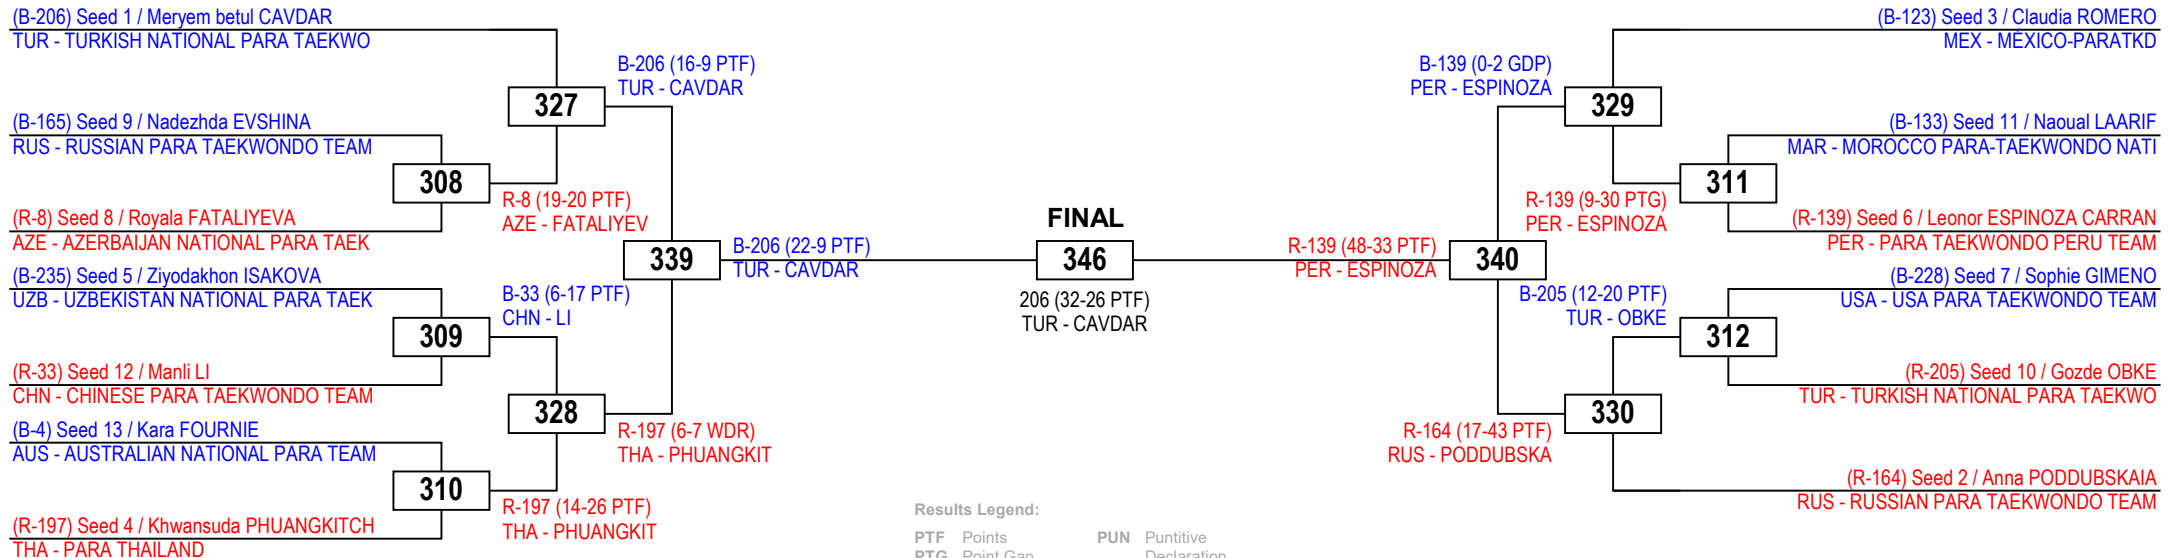 (B-206) Seed 1 / Meryem betul CAVDAR
TUR - TURKISH NATIONAL PARA TAEKWO
B-206 (16-9 PTF)
TUR - CAVDAR
327
(B-165) Seed 9 / Nadezhda EVSHINA
RUS - RUSSIAN PARA TAEKWONDO TEAM
308
R-8 (19-20 PTF)
AZE - FATALIYEV
(R-8) Seed 8 / Royala FATALIYEVA
AZE - AZERBAIJAN NATIONAL PARA TAEK
339
B-206 (22-9 PTF)
TUR - CAVDAR
(B-235) Seed 5 / Ziyodakhon ISAKOVA
UZB - UZBEKISTAN NATIONAL PARA TAEK
B-33 (6-17 PTF)
CHN - LI
309
(R-33) Seed 12 / Manli LI
CHN - CHINESE PARA TAEKWONDO TEAM
328
R-197 (6-7 WDR)
THA - PHUANGKIT
(B-4) Seed 13 / Kara FOURNIE
AUS - AUSTRALIAN NATIONAL PARA TEAM
310
R-197 (14-26 PTF)
THA - PHUANGKIT
(R-197) Seed 4 / Khwansuda PHUANGKITCH
THA - PARA THAILAND
FINAL
346
206 (32-26 PTF)
TUR - CAVDAR
(B-123) Seed 3 / Claudia ROMERO
MEX - MÉXICO-PARATKD
B-139 (0-2 GDP)
PER - ESPINOZA
329
(B-133) Seed 11 / Naoual LAARIF
MAR - MOROCCO PARA-TAEKWONDO NATI
311
R-139 (9-30 PTG)
PER - ESPINOZA
(R-139) Seed 6 / Leonor ESPINOZA CARRAN
PER - PARA TAEKWONDO PERU TEAM
R-139 (48-33 PTF)
PER - ESPINOZA
340
(B-228) Seed 7 / Sophie GIMENO
USA - USA PARA TAEKWONDO TEAM
B-205 (12-20 PTF)
TUR - OBKE
312
(R-205) Seed 10 / Gozde OBKE
TUR - TURKISH NATIONAL PARA TAEKWO
330
R-164 (17-43 PTF)
RUS - PODDUBSKA
(R-164) Seed 2 / Anna PODDUBSKAIA
RUS - RUSSIAN PARA TAEKWONDO TEAM
Results Legend:
PTF Points PUN Puntitive
PTG Point Gap Declaration